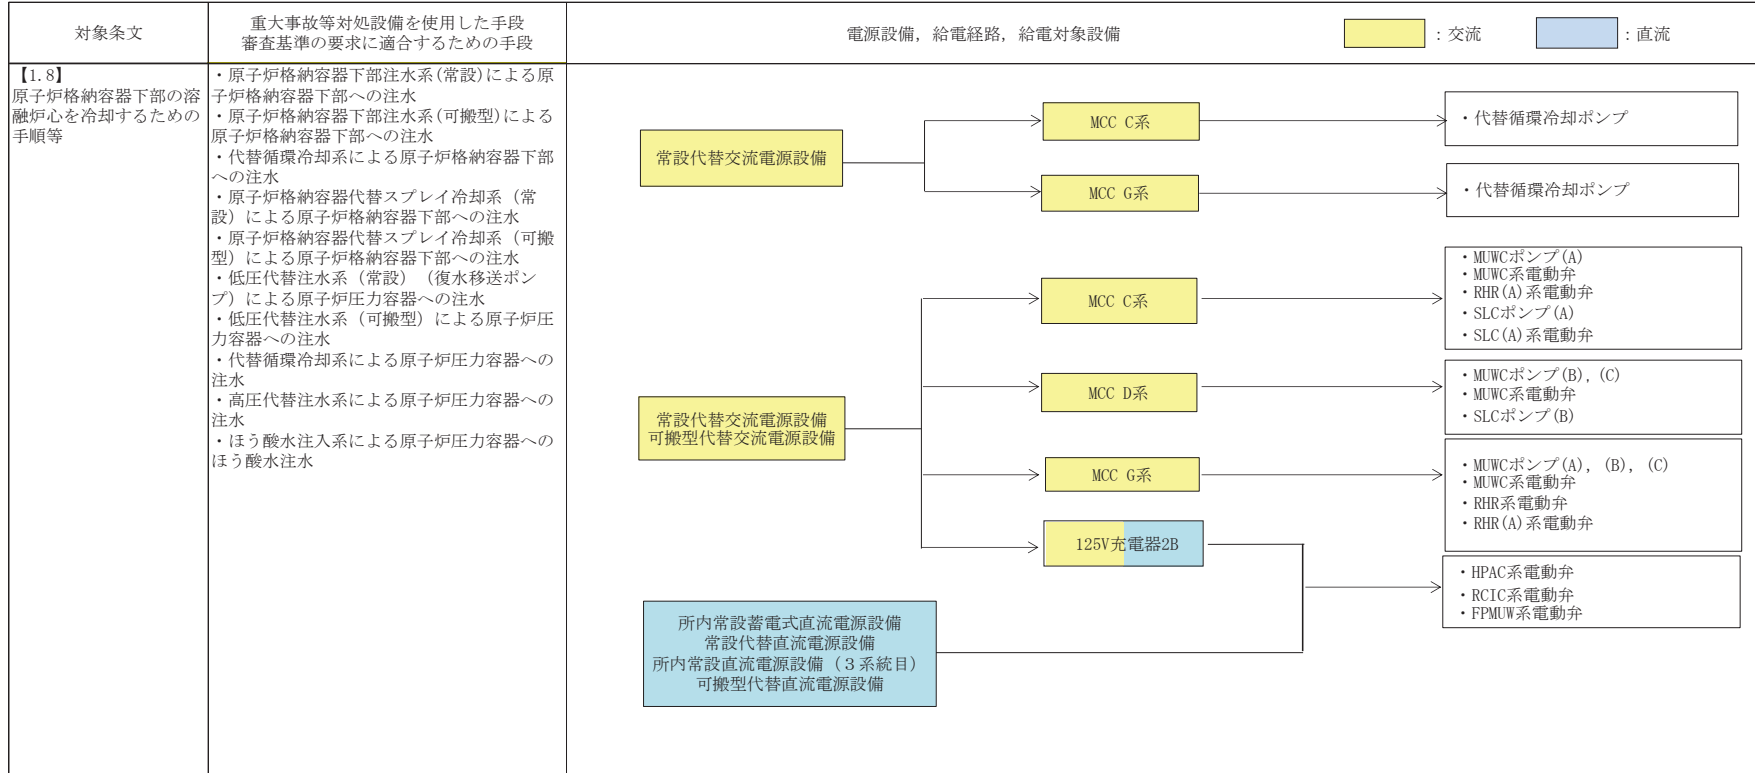 対象条文
重大事故等対処設備を使用した手段
審査基準の要求に適合するための手段
電源設備，給電経路，給電対象設備
：交流
：直流
【1.8】
原子炉格納容器下部の溶
融炉心を冷却するための
手順等
・原子炉格納容器下部注水系(常設)による原
子炉格納容器下部への注水
・原子炉格納容器下部注水系(可搬型)による
原子炉格納容器下部への注水
・代替循環冷却系による原子炉格納容器下部
への注水
・原子炉格納容器代替スプレイ冷却系（常
設）による原子炉格納容器下部への注水
・原子炉格納容器代替スプレイ冷却系（可搬
型）による原子炉格納容器下部への注水
・低圧代替注水系（常設）（復水移送ポン
プ）による原子炉圧力容器への注水
・低圧代替注水系（可搬型）による原子炉圧
力容器への注水
・代替循環冷却系による原子炉圧力容器への
注水
・高圧代替注水系による原子炉圧力容器への
注水
・ほう酸水注入系による原子炉圧力容器への
ほう酸水注水
常設代替交流電源設備
MCC C系
・代替循環冷却ポンプ
MCC G系
・代替循環冷却ポンプ
常設代替交流電源設備
可搬型代替交流電源設備
MCC C系
・MUWCポンプ(A)
・MUWC系電動弁
・RHR(A)系電動弁
・SLCポンプ(A)
・SLC(A)系電動弁
MCC D系
・MUWCポンプ(B)，(C)
・MUWC系電動弁
・SLCポンプ(B)
MCC G系
・MUWCポンプ(A)，(B)，(C)
・MUWC系電動弁
・RHR系電動弁
・RHR(A)系電動弁
125V充電器2B
・HPAC系電動弁
・RCIC系電動弁
・FPMUW系電動弁
所内常設蓄電式直流電源設備
常設代替直流電源設備
所内常設直流電源設備（３系統目）
可搬型代替直流電源設備